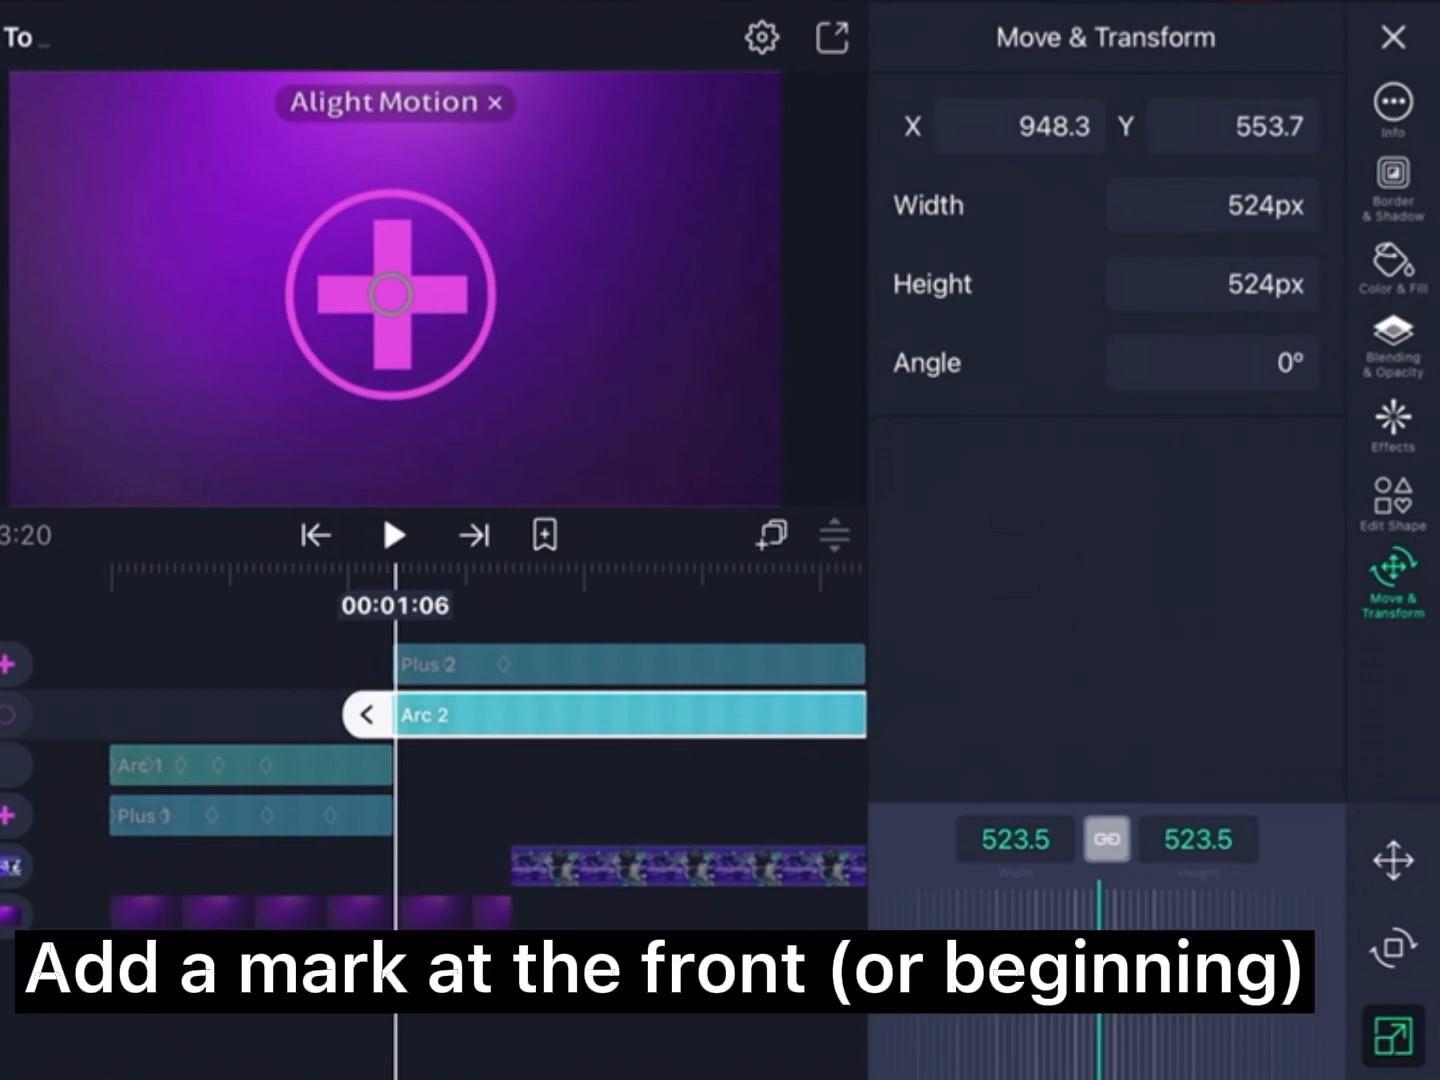 To
Alight Motion ×
Move & Transform
X 948.3 Y 553.7
Width 524px
Height 524px
Angle 0°
Info
Border
& Shadow
Color & Fill
Blending
& Opacity
Effects
Edit Shape
Move &
Transform
3:20
00:01:06
Plus 2
Arc 2
Arc 1
Plus
523.5 523.5
Width Height
Add a mark at the front (or beginning)